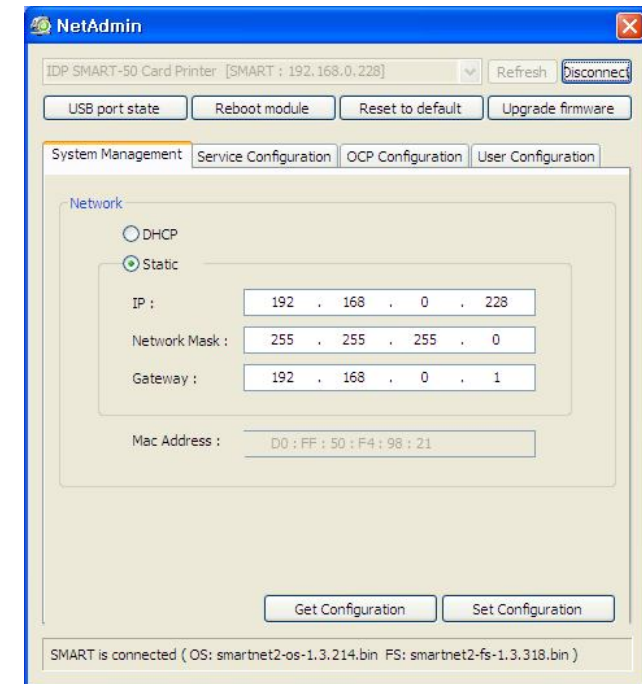 NetAdmin
IDP SMART-50 Card Printer [SMART : 192.168.0.228] Refresh Disconnect
USB port state Reboot module Reset to default Upgrade firmware
System Management Service Configuration OCP Configuration User Configuration
Network
DHCP
Static
IP : 192 . 168 . 0 . 228
Network Mask : 255 . 255 . 255 . 0
Gateway : 192 . 168 . 0 . 1
Mac Address : D0 : FF : 50 : F4 : 98 : 21
Get Configuration Set Configuration
SMART is connected ( OS: smartnet2-os-1.3.214.bin FS: smartnet2-fs-1.3.318.bin )